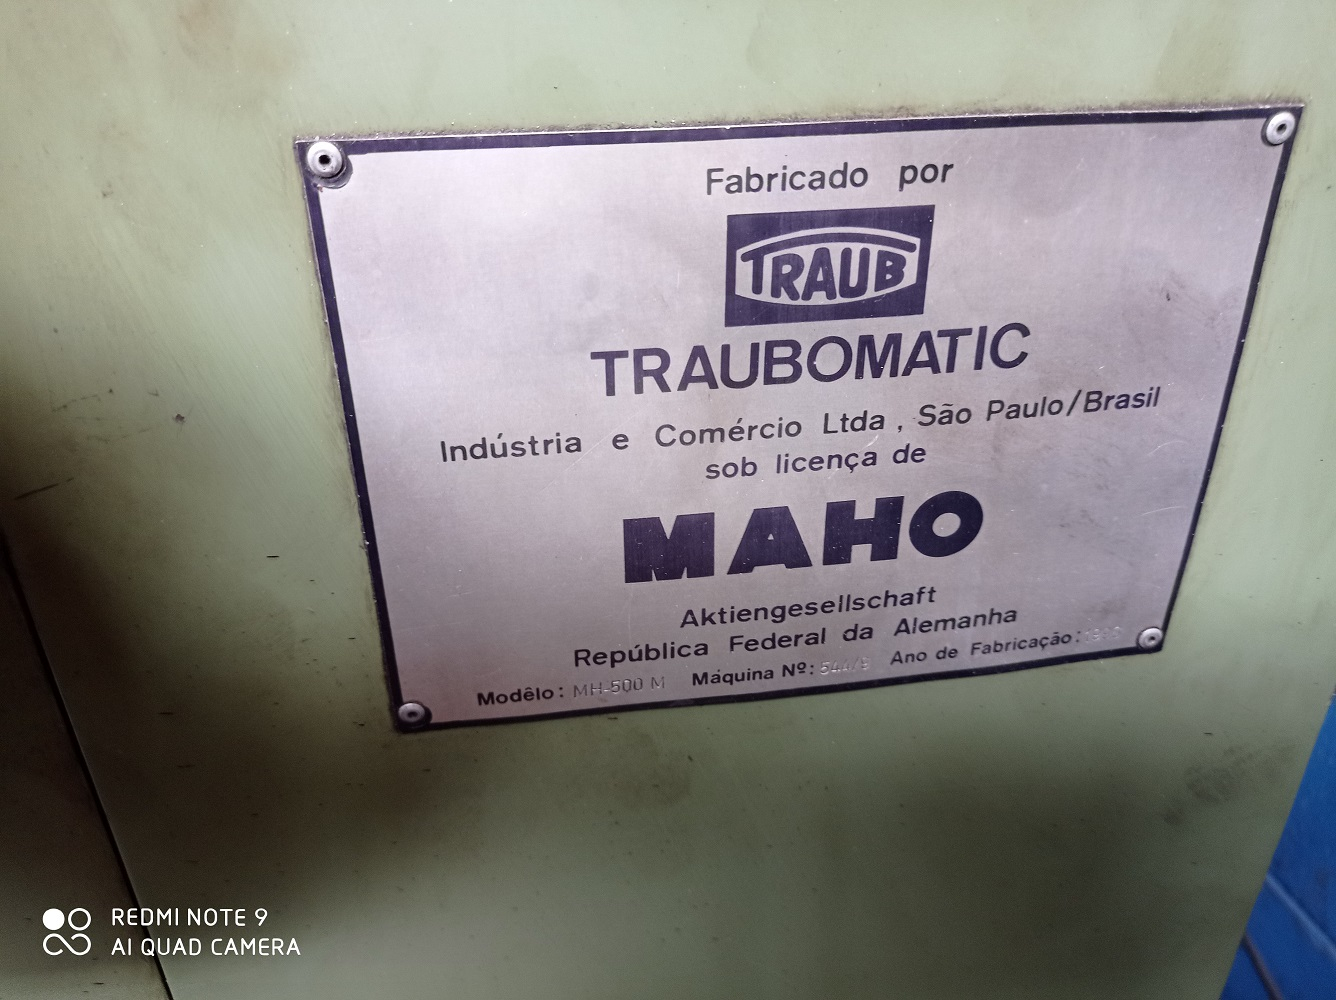 Fabricado por
TRAUB
TRAUBOMATIC
Indústria e Comércio Ltda, São Paulo/Brasil
sob licença de
MAHO
Aktiengesellschaft
República Federal da Alemanha
Modêlo: MH-500 M Máquina Nº: Ano de Fabricação:
REDMI NOTE 9
AI QUAD CAMERA